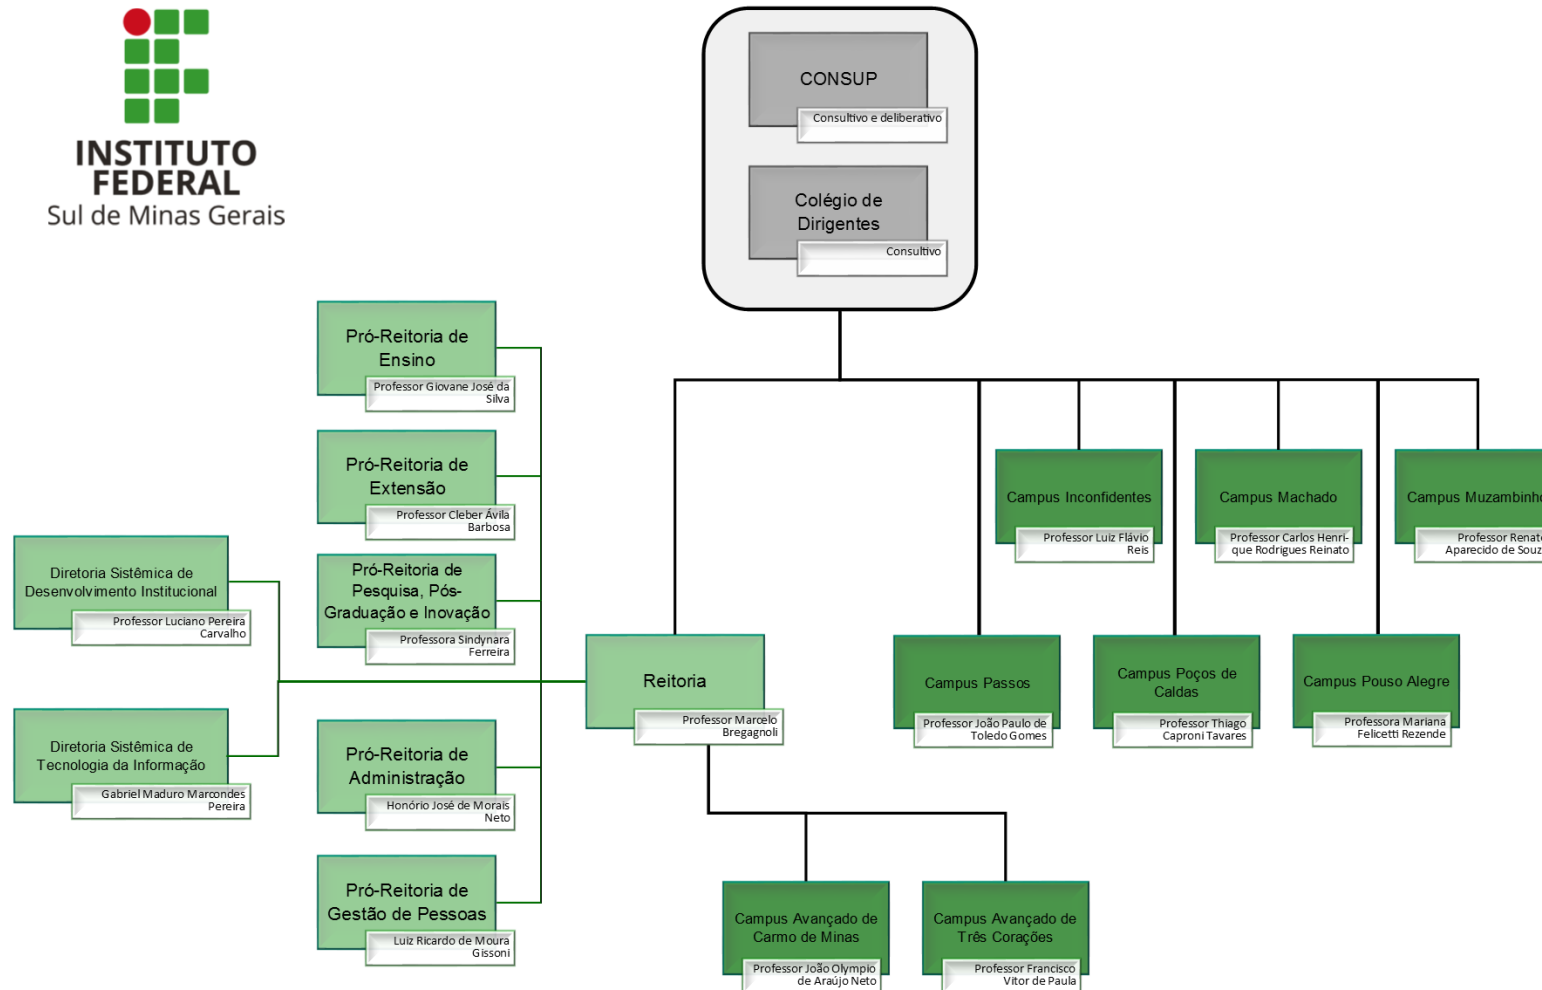 INSTITUTO
FEDERAL
Sul de Minas Gerais
CONSUP
Consultivo e deliberativo
Colégio de
Dirigentes
Consultivo
Pró-Reitoria de
Ensino
Professor Giovane José da
Silva
Pró-Reitoria de
Extensão
Professor Cleber Ávila
Barbosa
Pró-Reitoria de
Pesquisa, Pós-
Graduação e Inovação
Professora Sindynara
Ferreira
Diretoria Sistêmica de
Desenvolvimento Institucional
Professor Luciano Pereira
Carvalho
Diretoria Sistêmica de
Tecnologia da Informação
Gabriel Maduro Marcondes
Pereira
Pró-Reitoria de
Administração
Honório José de Morais
Neto
Pró-Reitoria de
Gestão de Pessoas
Luiz Ricardo de Moura
Gissoni
Reitoria
Professor Marcelo
Bregagnoli
Campus Inconfidentes
Professor Luiz Flávio
Reis
Campus Machado
Professor Carlos Henri-
que Rodrigues Reinato
Campus Muzambinho
Professor Renato
Aparecido de Souz
Campus Passos
Professor João Paulo de
Toledo Gomes
Campus Poços de
Caldas
Professor Thiago
Caproni Tavares
Campus Pouso Alegre
Professora Mariana
Felicetti Rezende
Campus Avançado de
Carmo de Minas
Professor João Olympio
de Araújo Neto
Campus Avançado de
Três Corações
Professor Francisco
Vitor de Paula